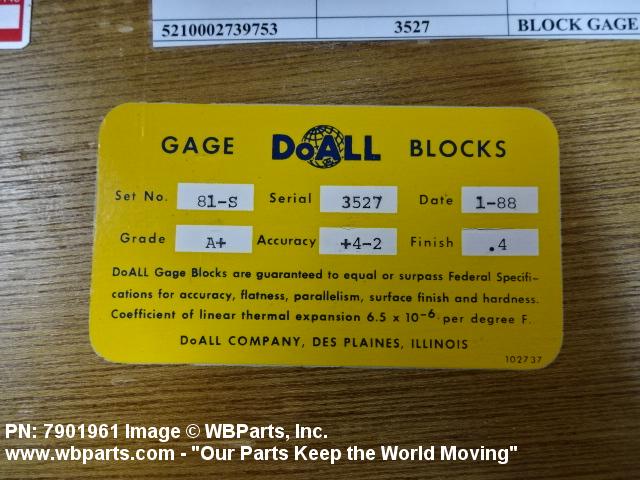 5210002739753 3527 BLOCK GAGE
GAGE DoALL BLOCKS
Set No. 81-S Serial 3527 Date 1-88
Grade A+ Accuracy +4-2 Finish .4
DoALL Gage Blocks are guaranteed to equal or surpass Federal Specifi-
cations for accuracy, flatness, parallelism, surface finish and hardness.
Coefficient of linear thermal expansion 6.5 x 10⁻⁶ per degree F.
DoALL COMPANY, DES PLAINES, ILLINOIS
102737
PN: 7901961 Image © WBParts, Inc.
www.wbparts.com - "Our Parts Keep the World Moving"